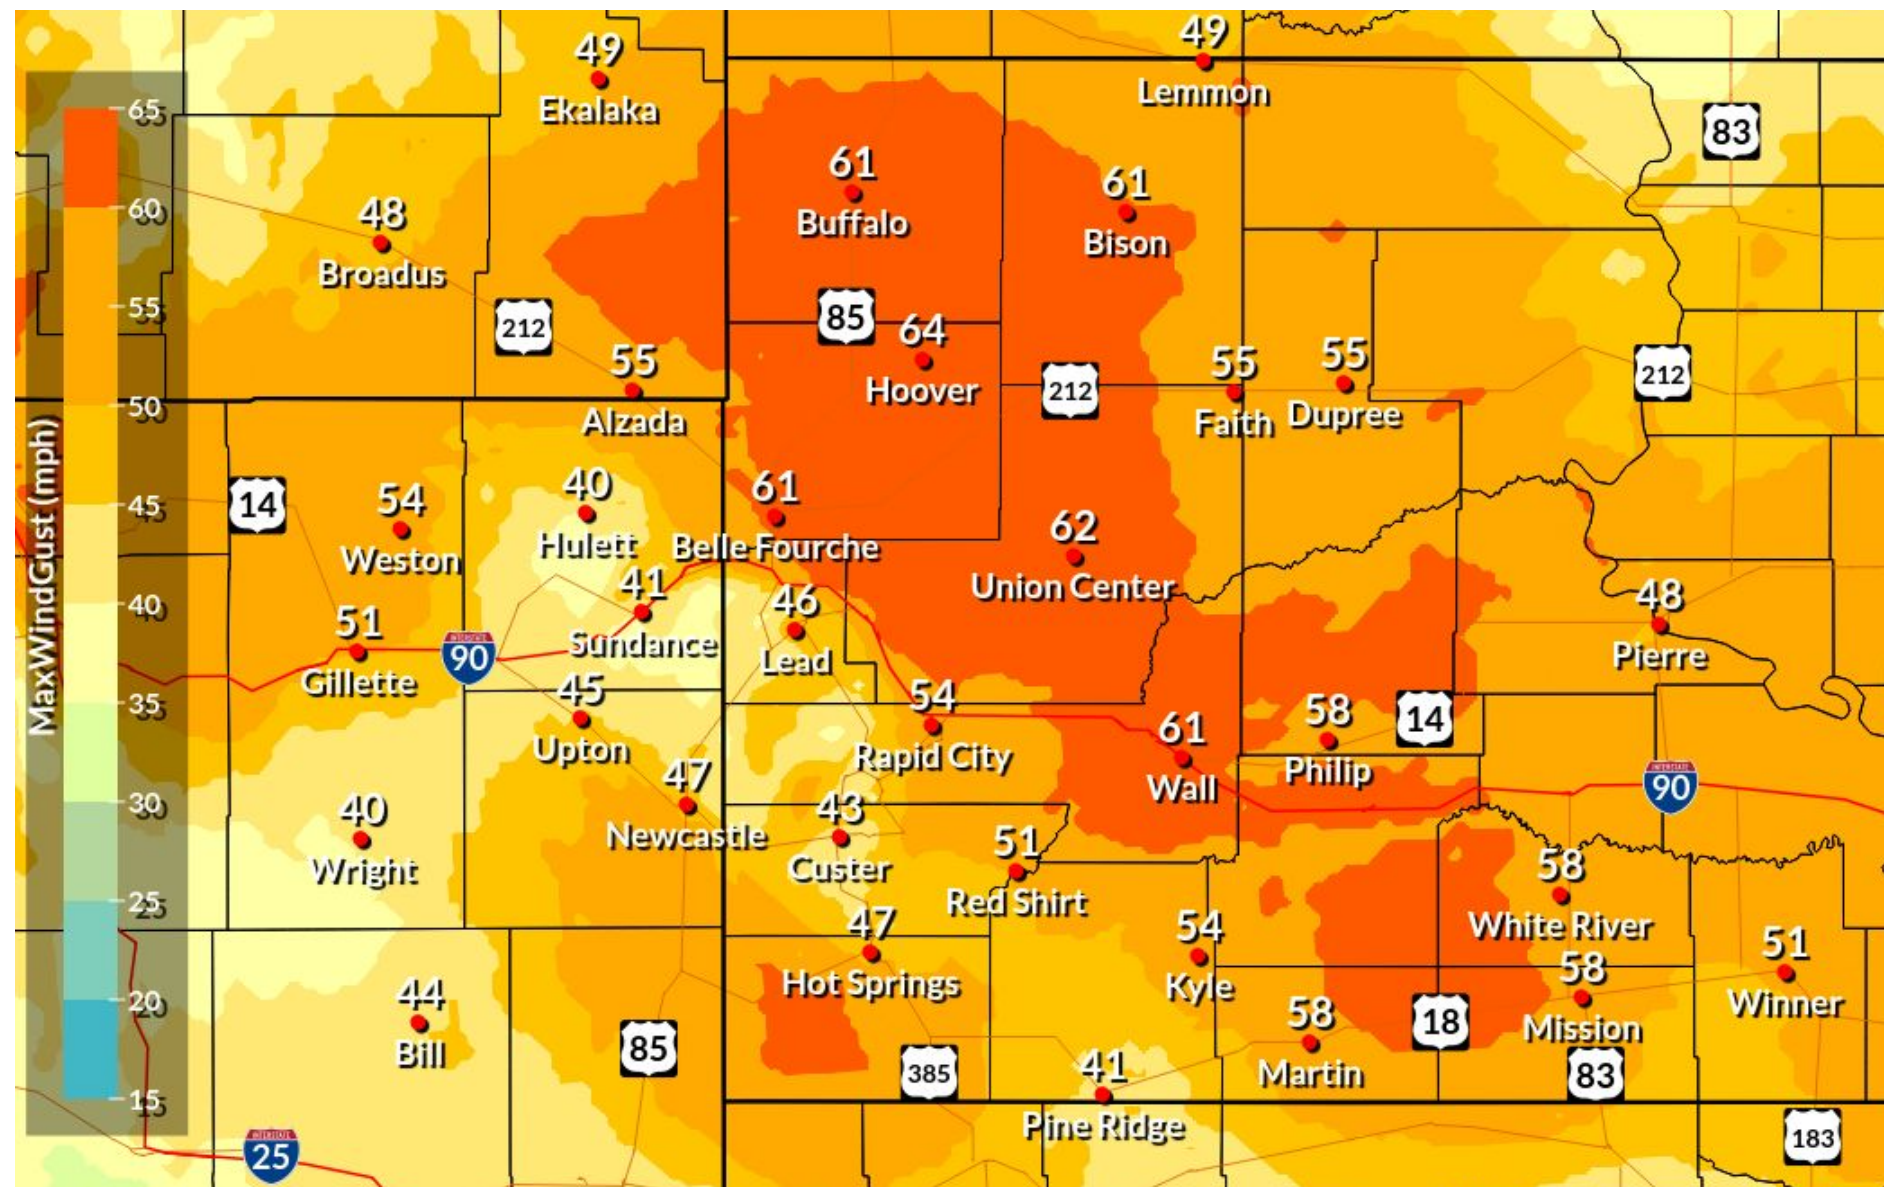 49
Ekalaka
49
Lemmon
83
61
Buffalo
61
Bison
48
Broadus
212
85
64
Hoover
212
55
Alzada
55
Faith
55
Dupree
212
14
54
Weston
40
Hulett
61
Belle Fourche
62
Union Center
41
Sundance
46
Lead
48
Pierre
51
Gillette
INTERSTATE
90
45
Upton
54
Rapid City
61
Wall
58
Philip
14
47
Newcastle
INTERSTATE
90
40
Wright
43
Custer
51
Red Shirt
58
White River
47
Hot Springs
54
Kyle
58
Mission
51
Winner
44
Bill
85
385
41
Pine Ridge
58
Martin
18
83
183
INTERSTATE
25
MaxWindGust (mph)
65
60
55
50
45
40
35
30
25
20
15